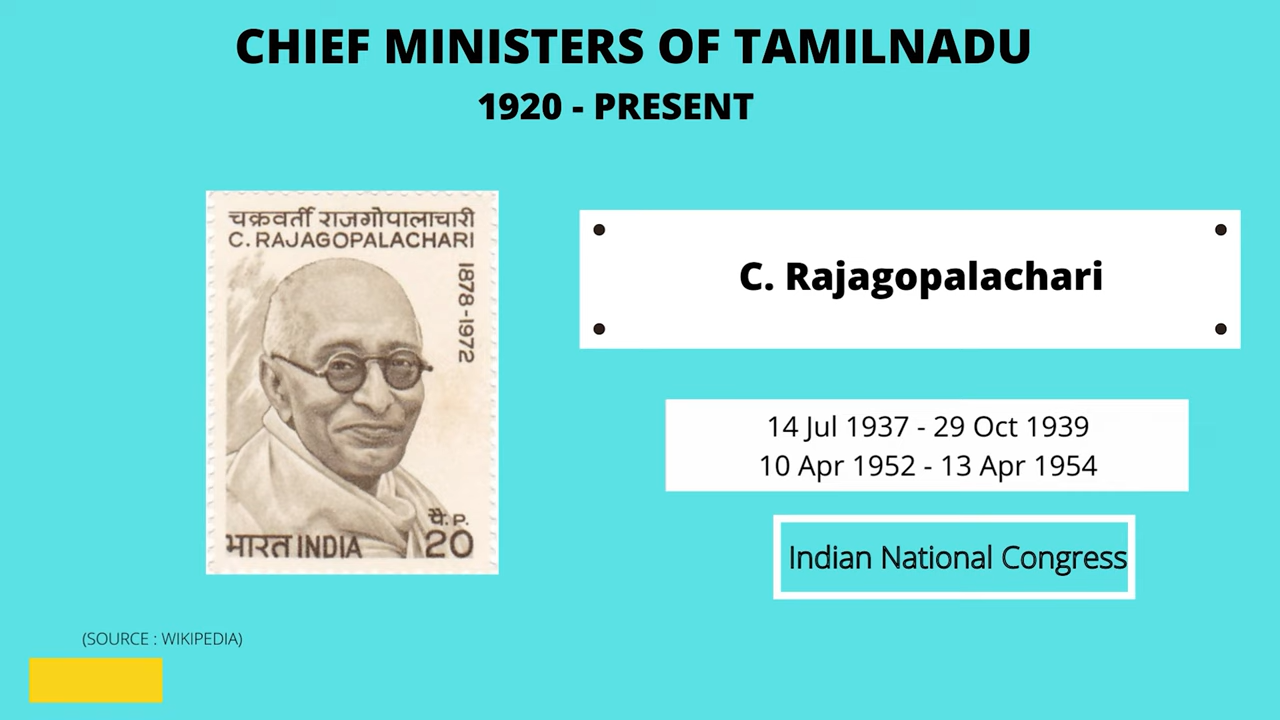 CHIEF MINISTERS OF TAMILNADU
1920 - PRESENT
चक्रवर्ती राजगोपालाचारी
C. RAJAGOPALACHARI
1878-1972
पै. P.
भारत INDIA 20
C. Rajagopalachari
14 Jul 1937 - 29 Oct 1939
10 Apr 1952 - 13 Apr 1954
Indian National Congress
(SOURCE : WIKIPEDIA)